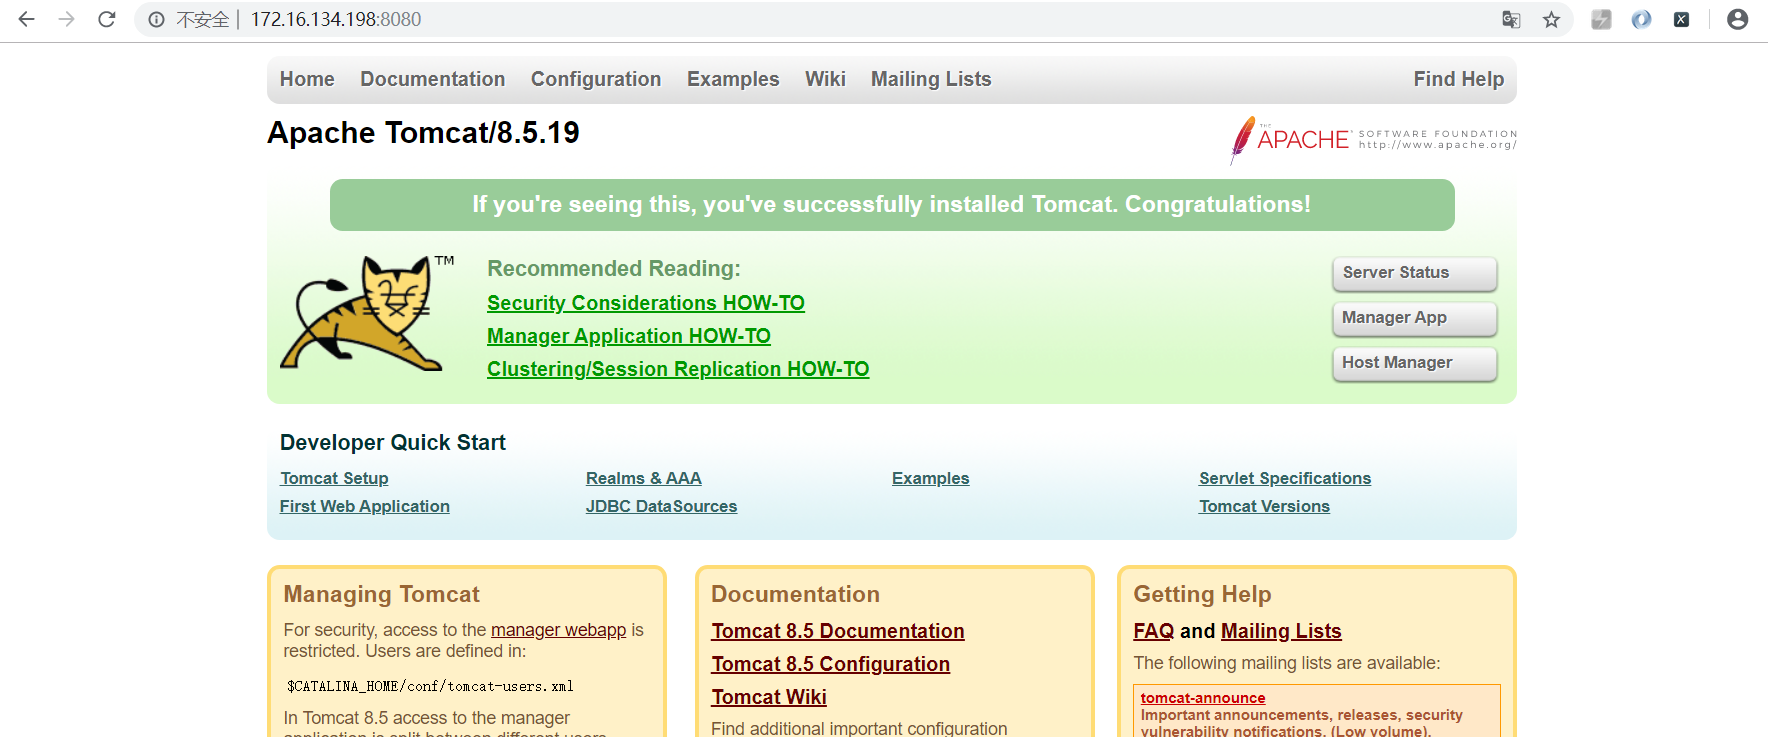 不安全 | 172.16.134.198:8080
Home Documentation Configuration Examples Wiki Mailing Lists Find Help
Apache Tomcat/8.5.19
THE APACHE SOFTWARE FOUNDATION
http://www.apache.org/
If you're seeing this, you've successfully installed Tomcat. Congratulations!
TM
Recommended Reading:
Security Considerations HOW-TO
Manager Application HOW-TO
Clustering/Session Replication HOW-TO
Server Status
Manager App
Host Manager
Developer Quick Start
Tomcat Setup Realms & AAA Examples Servlet Specifications
First Web Application JDBC DataSources Tomcat Versions
Managing Tomcat
For security, access to the manager webapp is
restricted. Users are defined in:
$CATALINA_HOME/conf/tomcat-users.xml
In Tomcat 8.5 access to the manager
application is split between different users.
Documentation
Tomcat 8.5 Documentation
Tomcat 8.5 Configuration
Tomcat Wiki
Find additional important configuration
Getting Help
FAQ and Mailing Lists
The following mailing lists are available:
tomcat-announce
Important announcements, releases, security
vulnerability notifications. (Low volume).